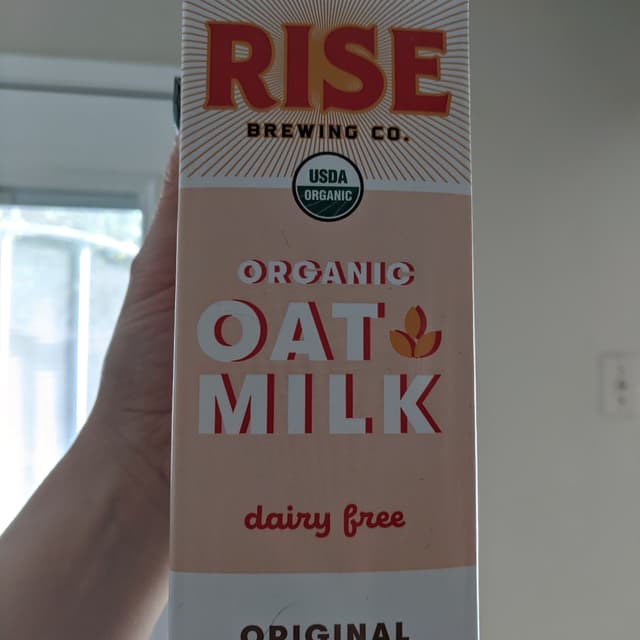 RISE
BREWING CO.
USDA
ORGANIC
ORGANIC
OAT
MILK
dairy free
ORIGINAL